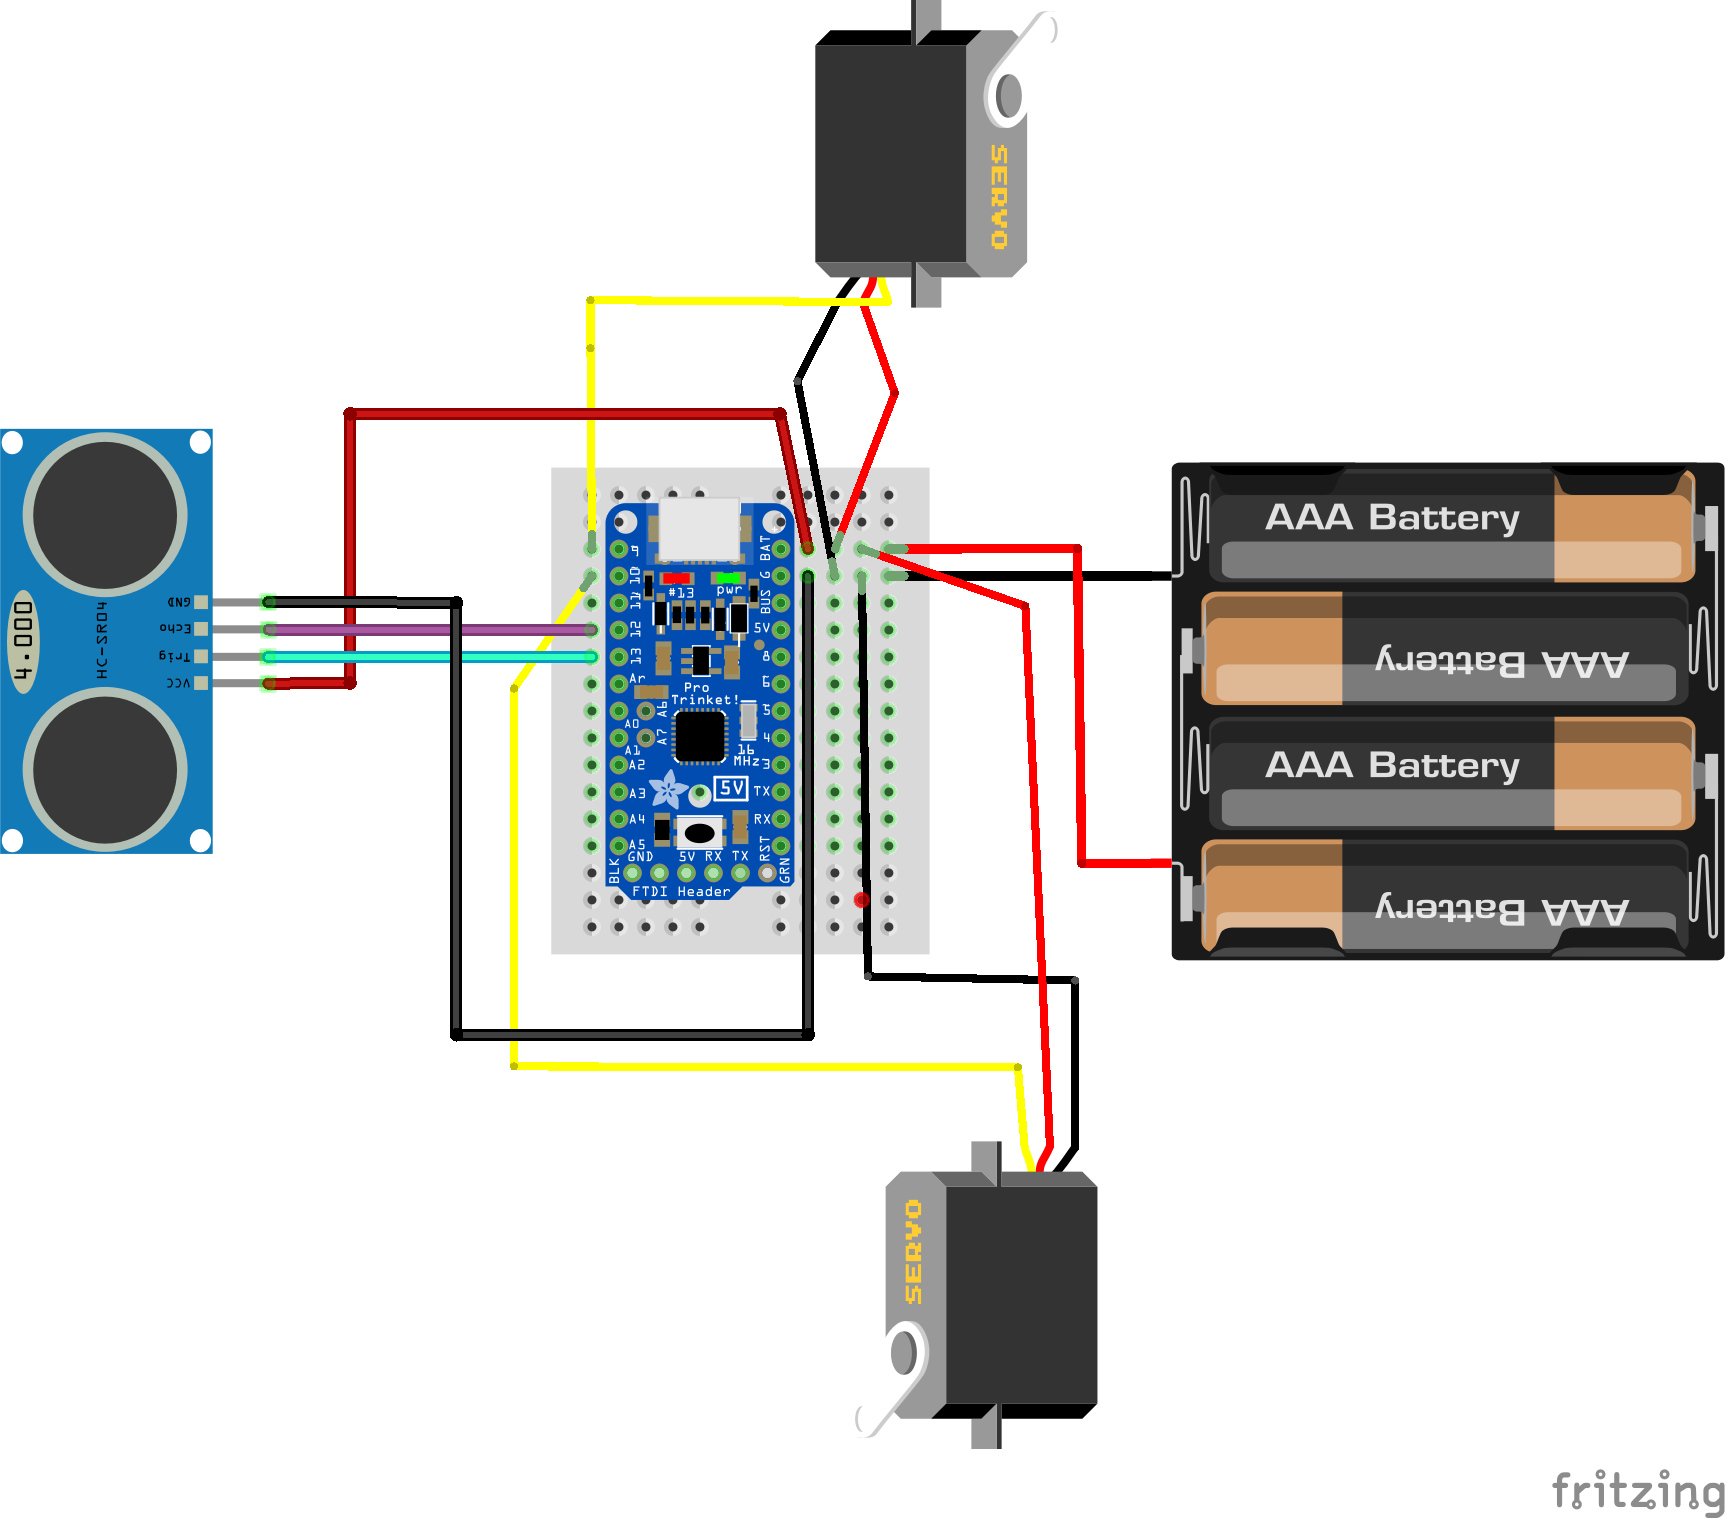 SERVO
AAA Battery
AAA Battery
AAA Battery
AAA Battery
4.000
HC-SR04
GND
Echo
Trig
VCC
9
10
11
12
13
Ar
A0
A1
A2
A3
A4
A5
A6
A7
BAT
G
BUS
5V
8
6
5
4
3
TX
RX
RST
#13
pwr
Pro
Trinket!
16
MHz
5V
GND 5V RX TX
BLK
GRN
FTDI Header
SERVO
fritzing